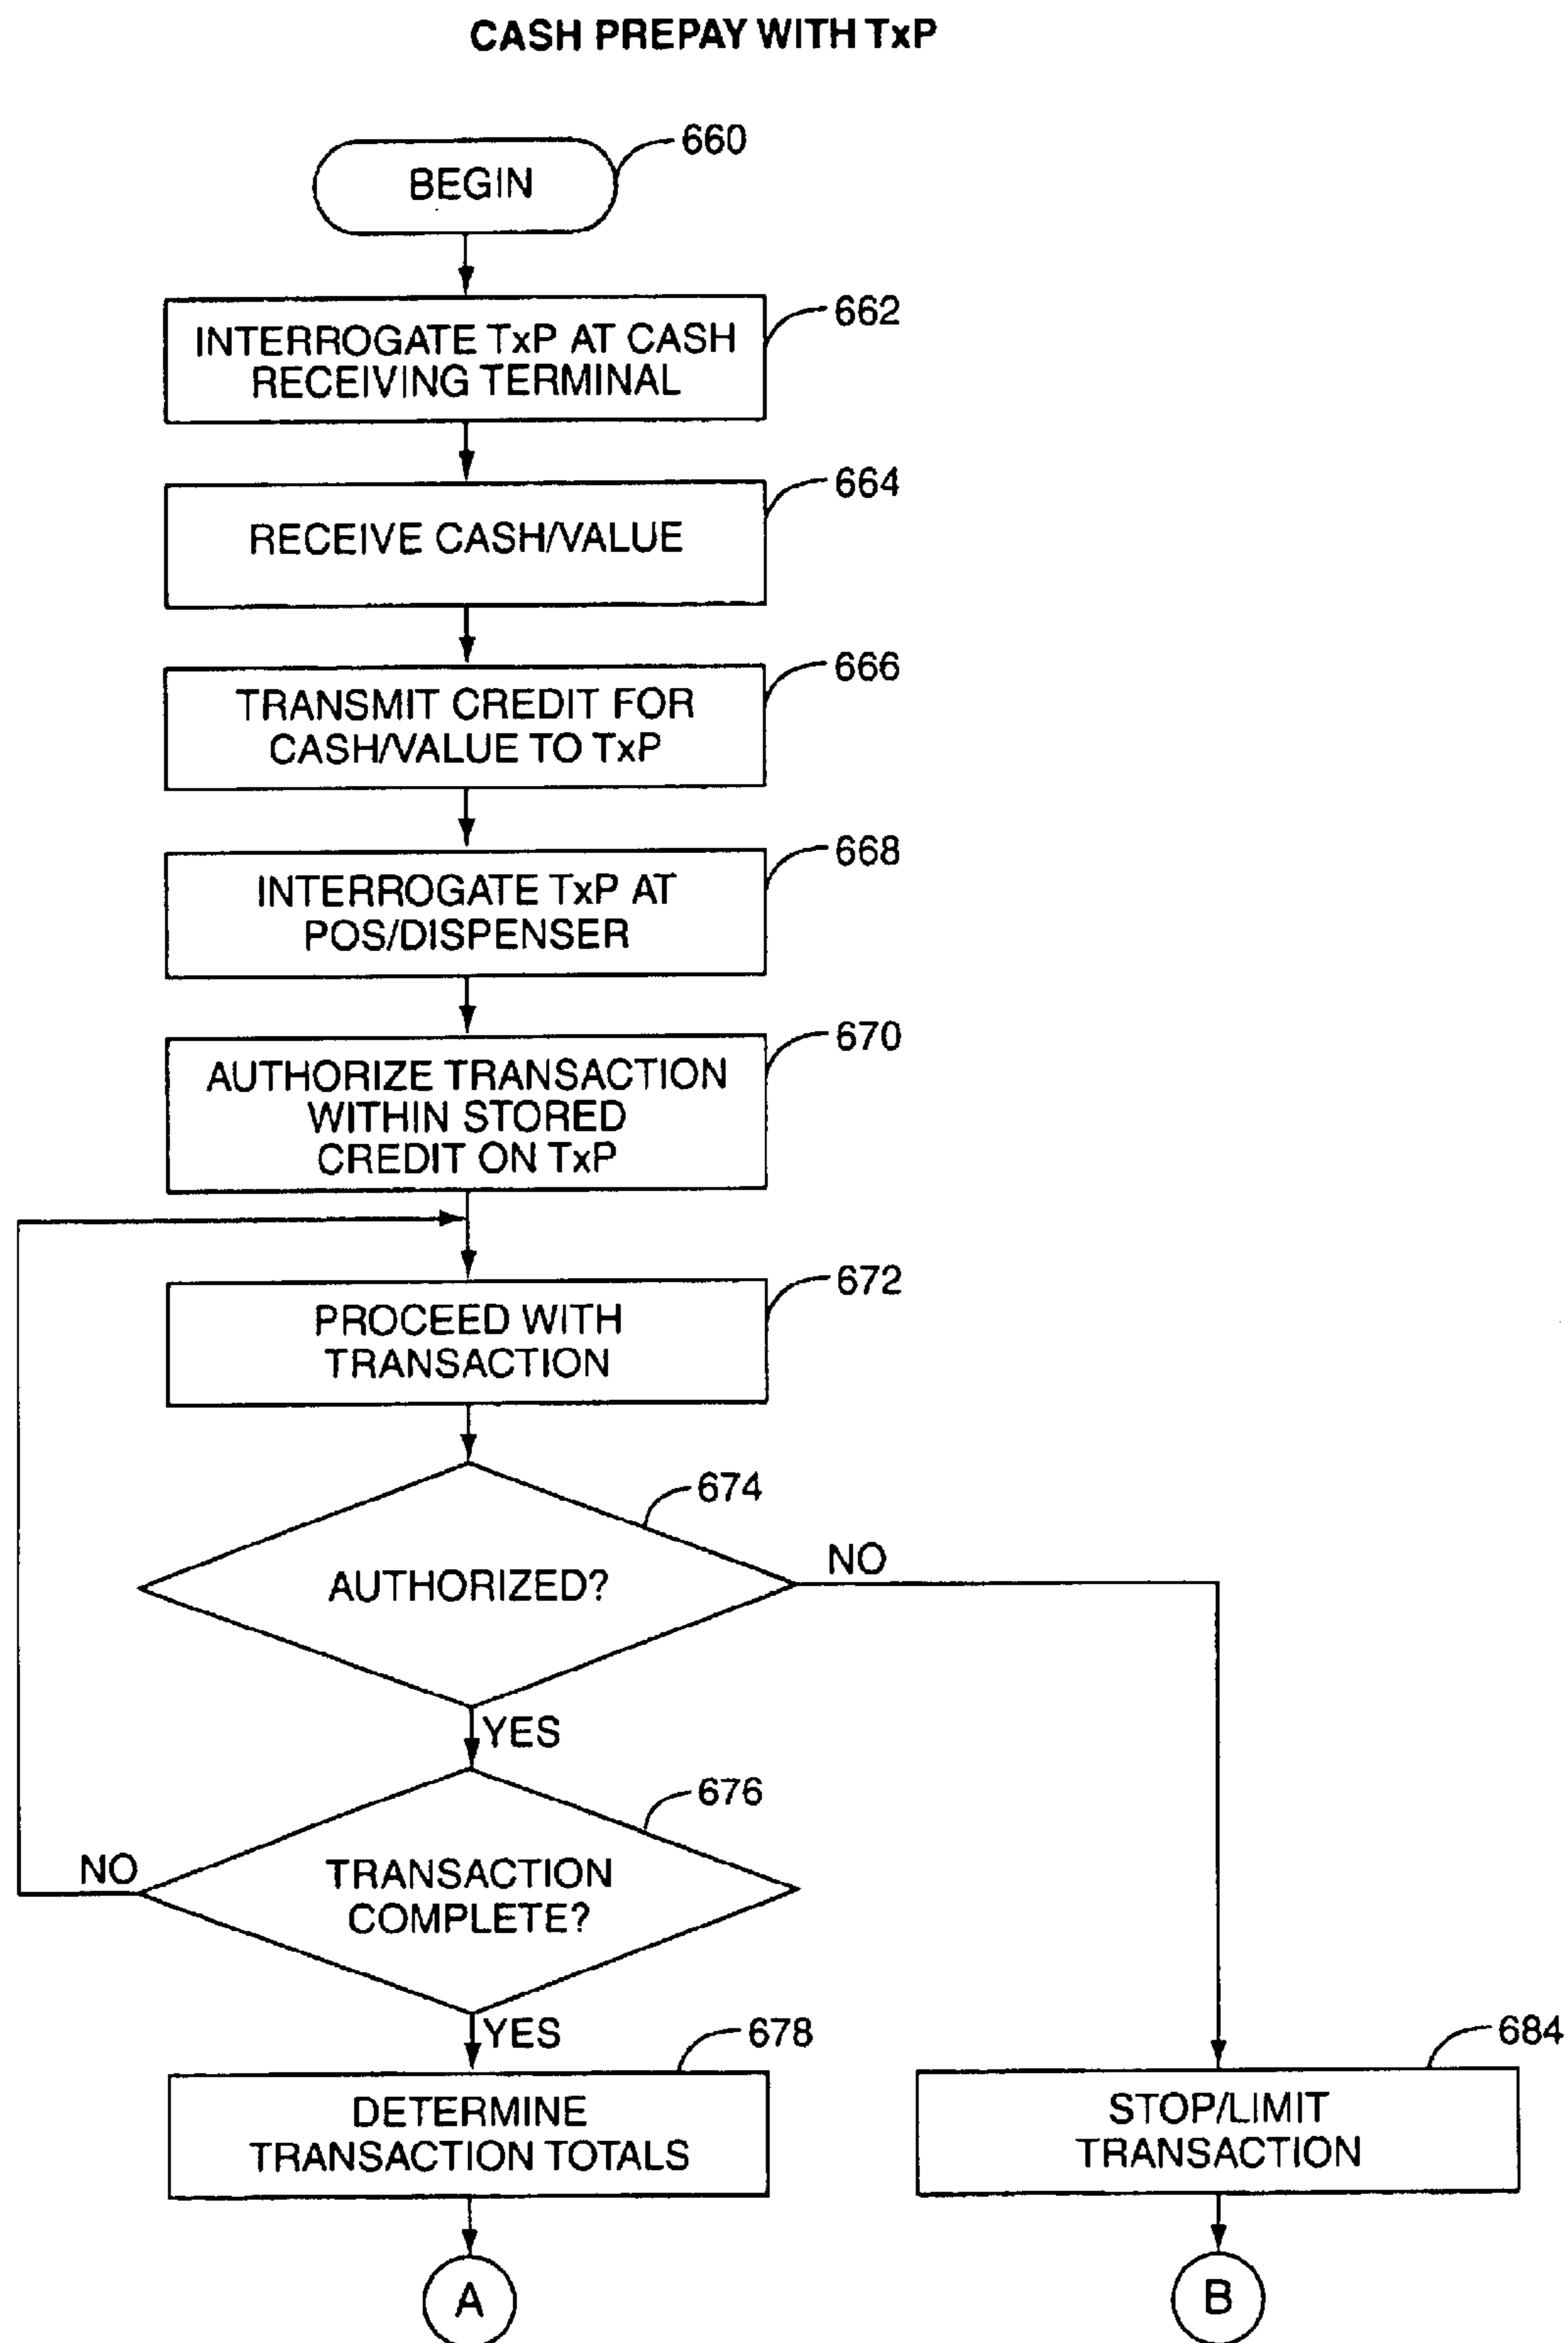 CASH PREPAY WITH TxP
BEGIN
660
INTERROGATE TxP AT CASH
RECEIVING TERMINAL
662
RECEIVE CASH/VALUE
664
TRANSMIT CREDIT FOR
CASH/VALUE TO TxP
666
INTERROGATE TxP AT
POS/DISPENSER
668
AUTHORIZE TRANSACTION
WITHIN STORED
CREDIT ON TxP
670
PROCEED WITH
TRANSACTION
672
AUTHORIZED?
674
NO
YES
TRANSACTION
COMPLETE?
676
NO
YES
DETERMINE
TRANSACTION TOTALS
678
STOP/LIMIT
TRANSACTION
684
A
B